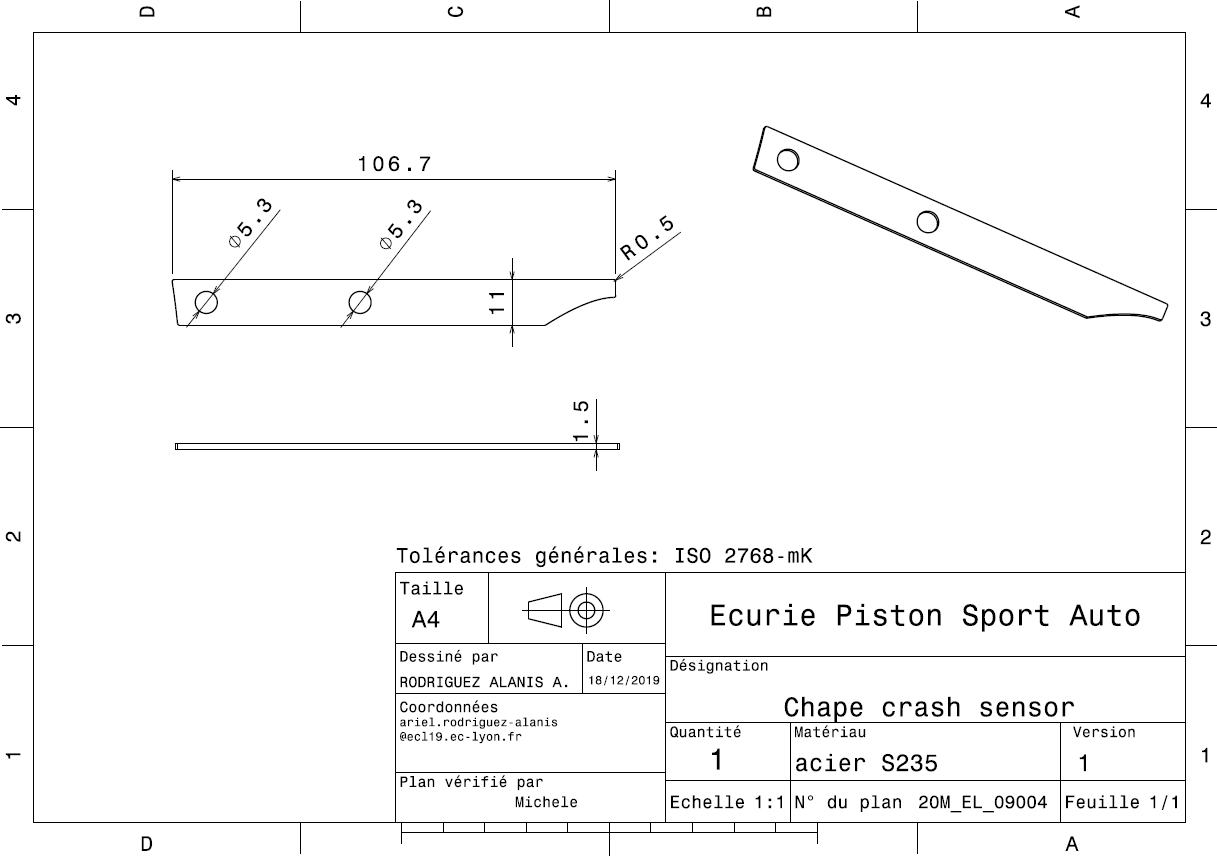 D C B A
4 4
106.7
⌀5.3 ⌀5.3
R0.5
11
3 3
1.5
2 2
Tolérances générales: ISO 2768-mK
Taille
A4
Ecurie Piston Sport Auto
Dessiné par
RODRIGUEZ ALANIS A.
Date
18/12/2019
Désignation
Chape crash sensor
Coordonnées
ariel.rodriguez-alanis
@ecl19.ec-lyon.fr
Quantité
1
Matériau
acier S235
Version
1
1 1
Plan vérifié par
Michele
Echelle 1:1
N° du plan 20M_EL_09004
Feuille 1/1
D A